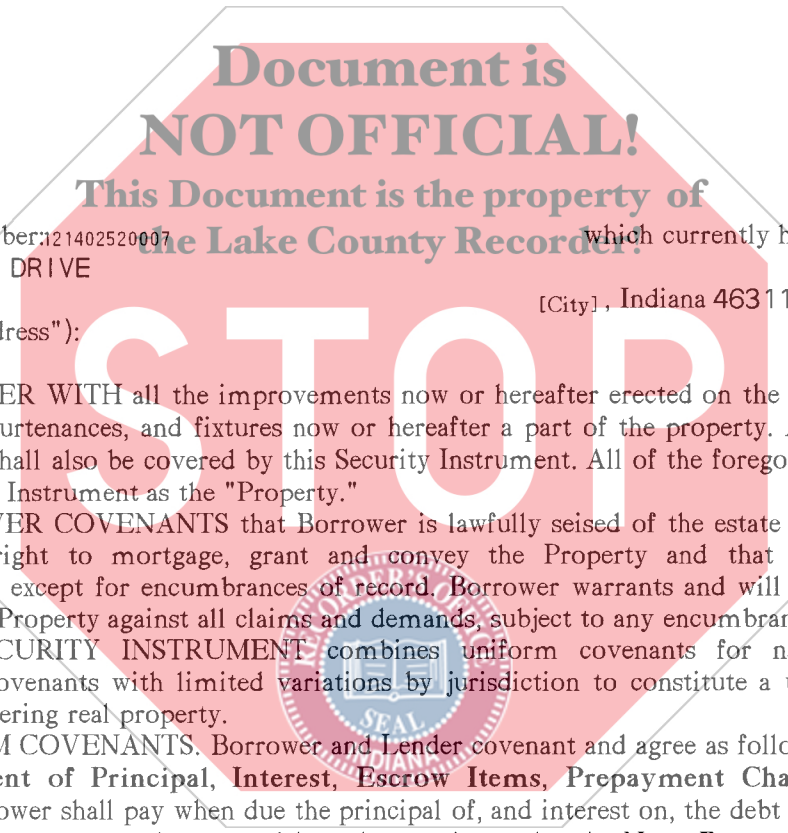 Document is
NOT OFFICIAL!
This Document is the property of
the Lake County Recorder!
ber:121402520007 which currently h
DRIVE
[City], Indiana 46311
ress"):
STOP
ER WITH all the improvements now or hereafter erected on the
urtenances, and fixtures now or hereafter a part of the property.
hall also be covered by this Security Instrument. All of the forego
Instrument as the "Property."
ER COVENANTS that Borrower is lawfully seised of the estate
right to mortgage, grant and convey the Property and that
except for encumbrances of record. Borrower warrants and will
Property against all claims and demands, subject to any encumbran
CURITY INSTRUMENT combines uniform covenants for n
ovenants with limited variations by jurisdiction to constitute a
ering real property.
RECORDER'S OFFICE
SEAL
INDIANA
M COVENANTS. Borrower and Lender covenant and agree as follo
ent of Principal, Interest, Escrow Items, Prepayment Cha
ower shall pay when due the principal of, and interest on, the debt